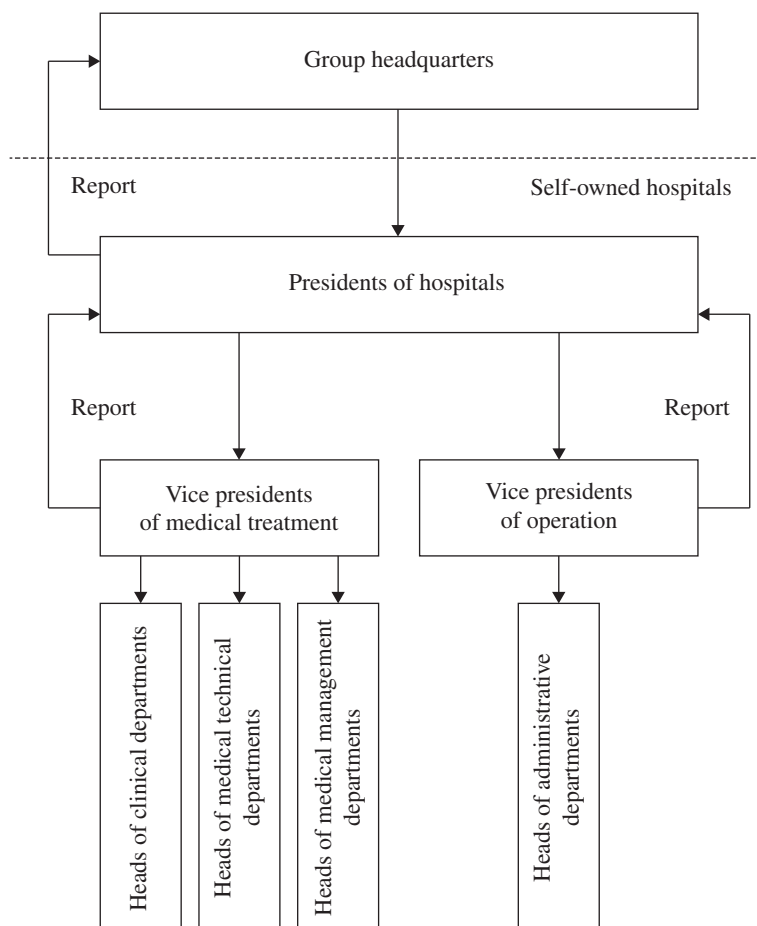 Group headquarters
Report
Self-owned hospitals
Presidents of hospitals
Report
Report
Vice presidents
of medical treatment
Vice presidents
of operation
Heads of clinical departments
Heads of medical technical
departments
Heads of medical management
departments
Heads of administrative
departments